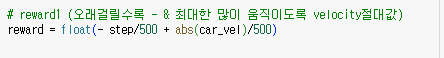 # reward1 (오래걸릴수록 - & 최대한 많이 움직이도록 velocity절대값)
reward = float(- step/500 + abs(car_vel)/500)